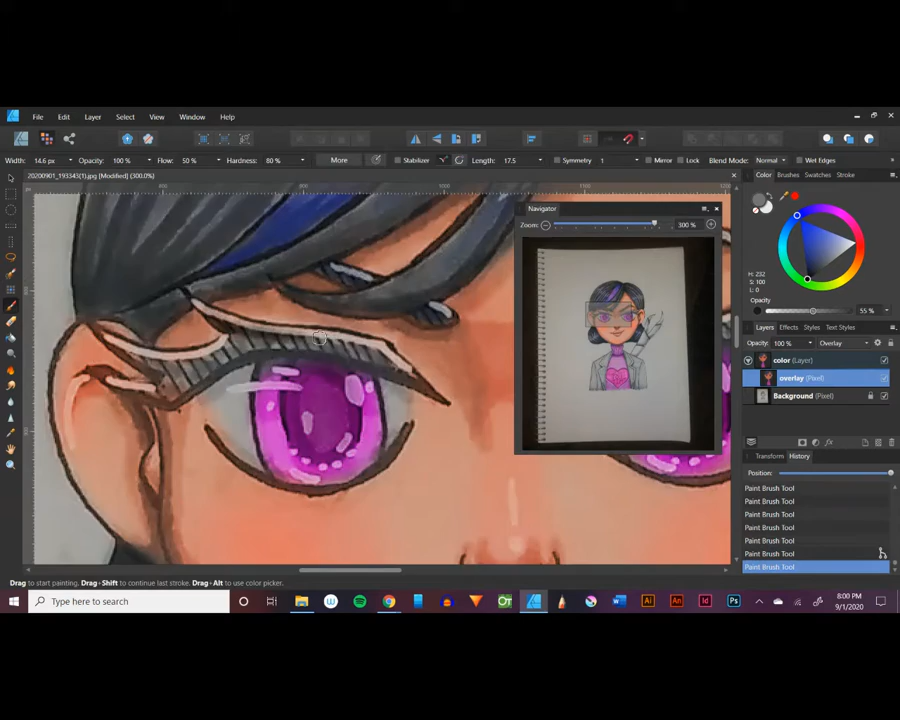 File Edit Layer Select View Window Help
Width: 14.6 px Opacity: 100 % Flow: 50 % Hardness: 80 % More Stabilizer Length: 17.5 Symmetry 1 Mirror Lock Blend Mode: Normal Wet Edges
20200901_193343(1).jpg [Modified] (300.0%)
Color Brushes Swatches Stroke
1000
Navigator
Zoom: 300 %
H: 232
S: 100
L: 0
Opacity
55 %
Layers Effects Styles Text Styles
Opacity: 100 % Overlay
color (Layer)
overlay (Pixel)
Background (Pixel)
Transform History
Position:
Paint Brush Tool
Paint Brush Tool
Paint Brush Tool
Paint Brush Tool
Paint Brush Tool
Paint Brush Tool
Paint Brush Tool
Drag to start painting. Drag+Shift to continue last stroke. Drag+Alt to use color picker.
Type here to search
8:00 PM
9/1/2020